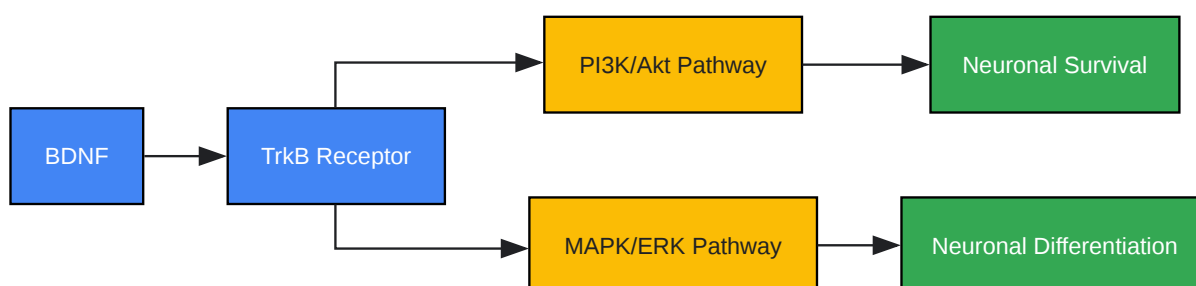 PI3K/Akt Pathway
Neuronal Survival
BDNF
TrkB Receptor
MAPK/ERK Pathway
Neuronal Differentiation